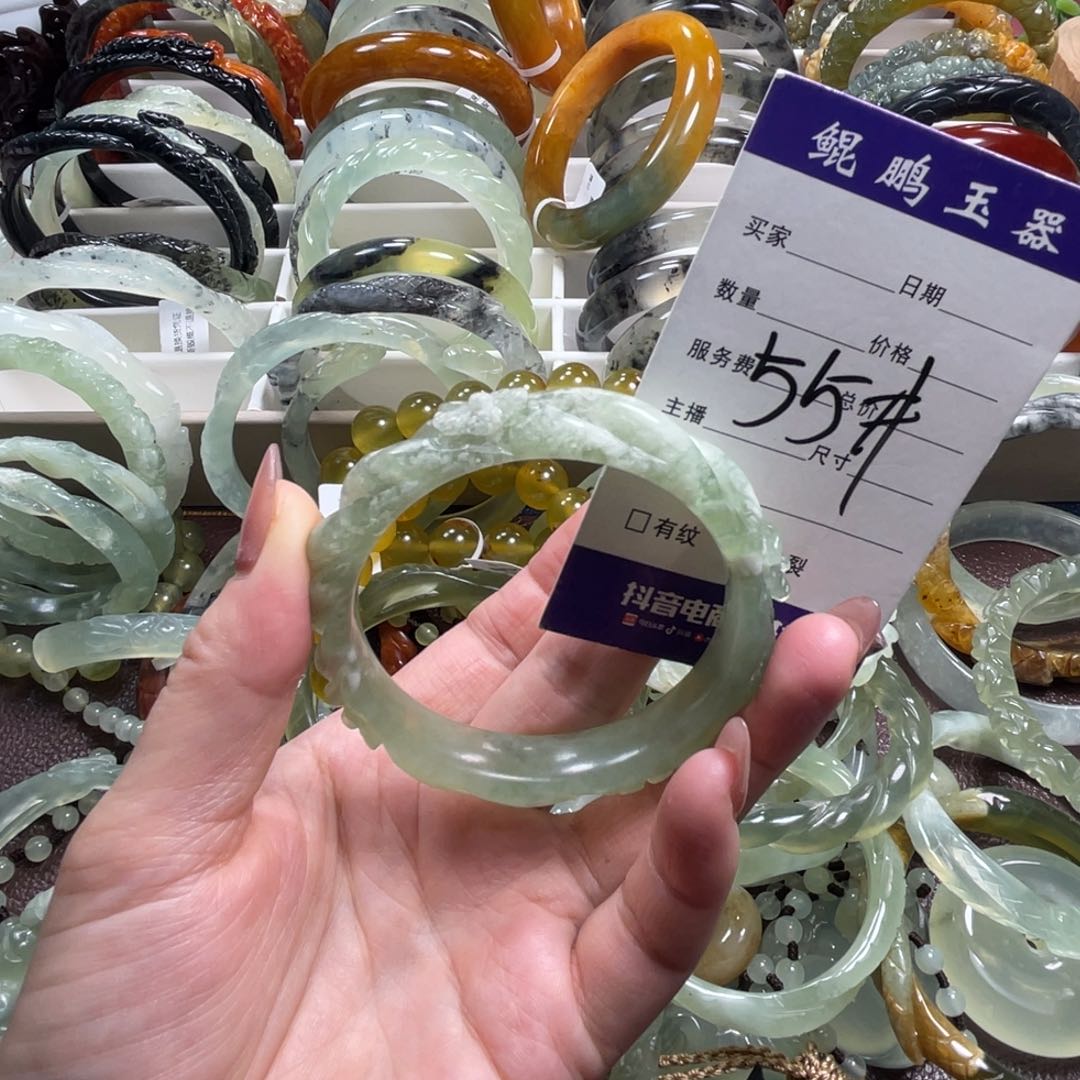 鲲鹏玉器
买家
日期
数量
价格
服务费
55#
总价
主播
尺寸
□有纹
裂
抖音电商